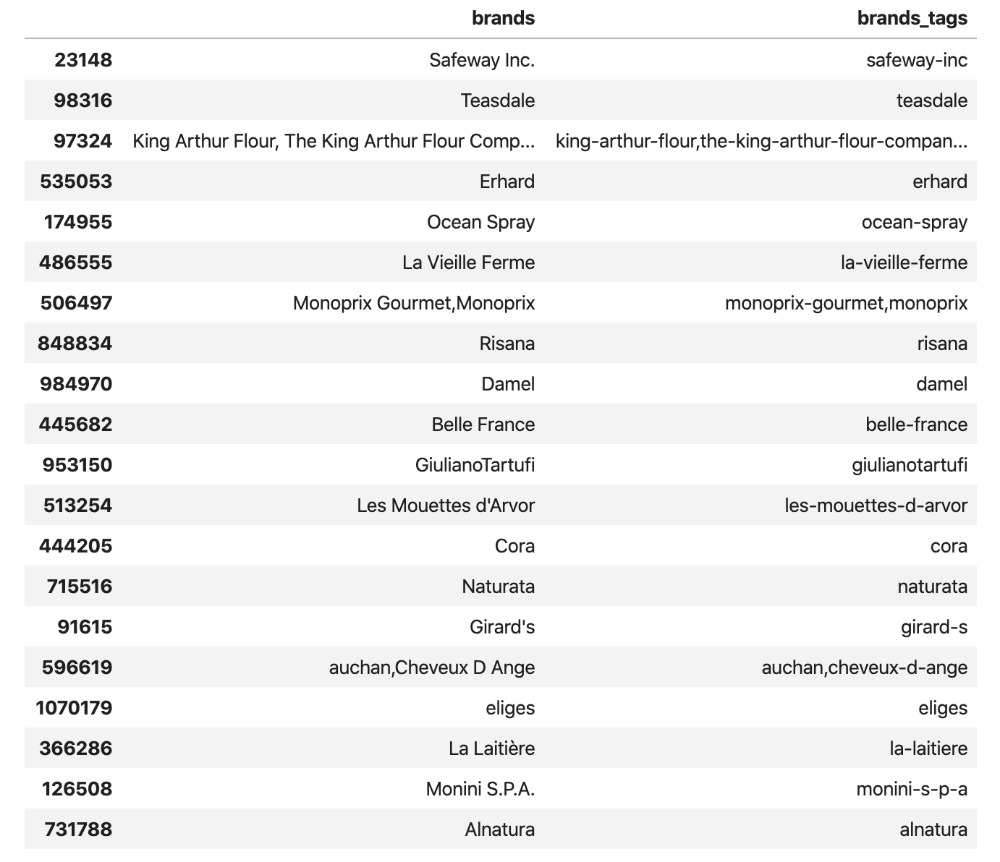 brands brands_tags
23148 Safeway Inc. safeway-inc
98316 Teasdale teasdale
97324 King Arthur Flour, The King Arthur Flour Comp... king-arthur-flour,the-king-arthur-flour-compan...
535053 Erhard erhard
174955 Ocean Spray ocean-spray
486555 La Vieille Ferme la-vieille-ferme
506497 Monoprix Gourmet,Monoprix monoprix-gourmet,monoprix
848834 Risana risana
984970 Damel damel
445682 Belle France belle-france
953150 GiulianoTartufi giulianotartufi
513254 Les Mouettes d'Arvor les-mouettes-d-arvor
444205 Cora cora
715516 Naturata naturata
91615 Girard's girard-s
596619 auchan,Cheveux D Ange auchan,cheveux-d-ange
1070179 eliges eliges
366286 La Laitière la-laitiere
126508 Monini S.P.A. monini-s-p-a
731788 Alnatura alnatura